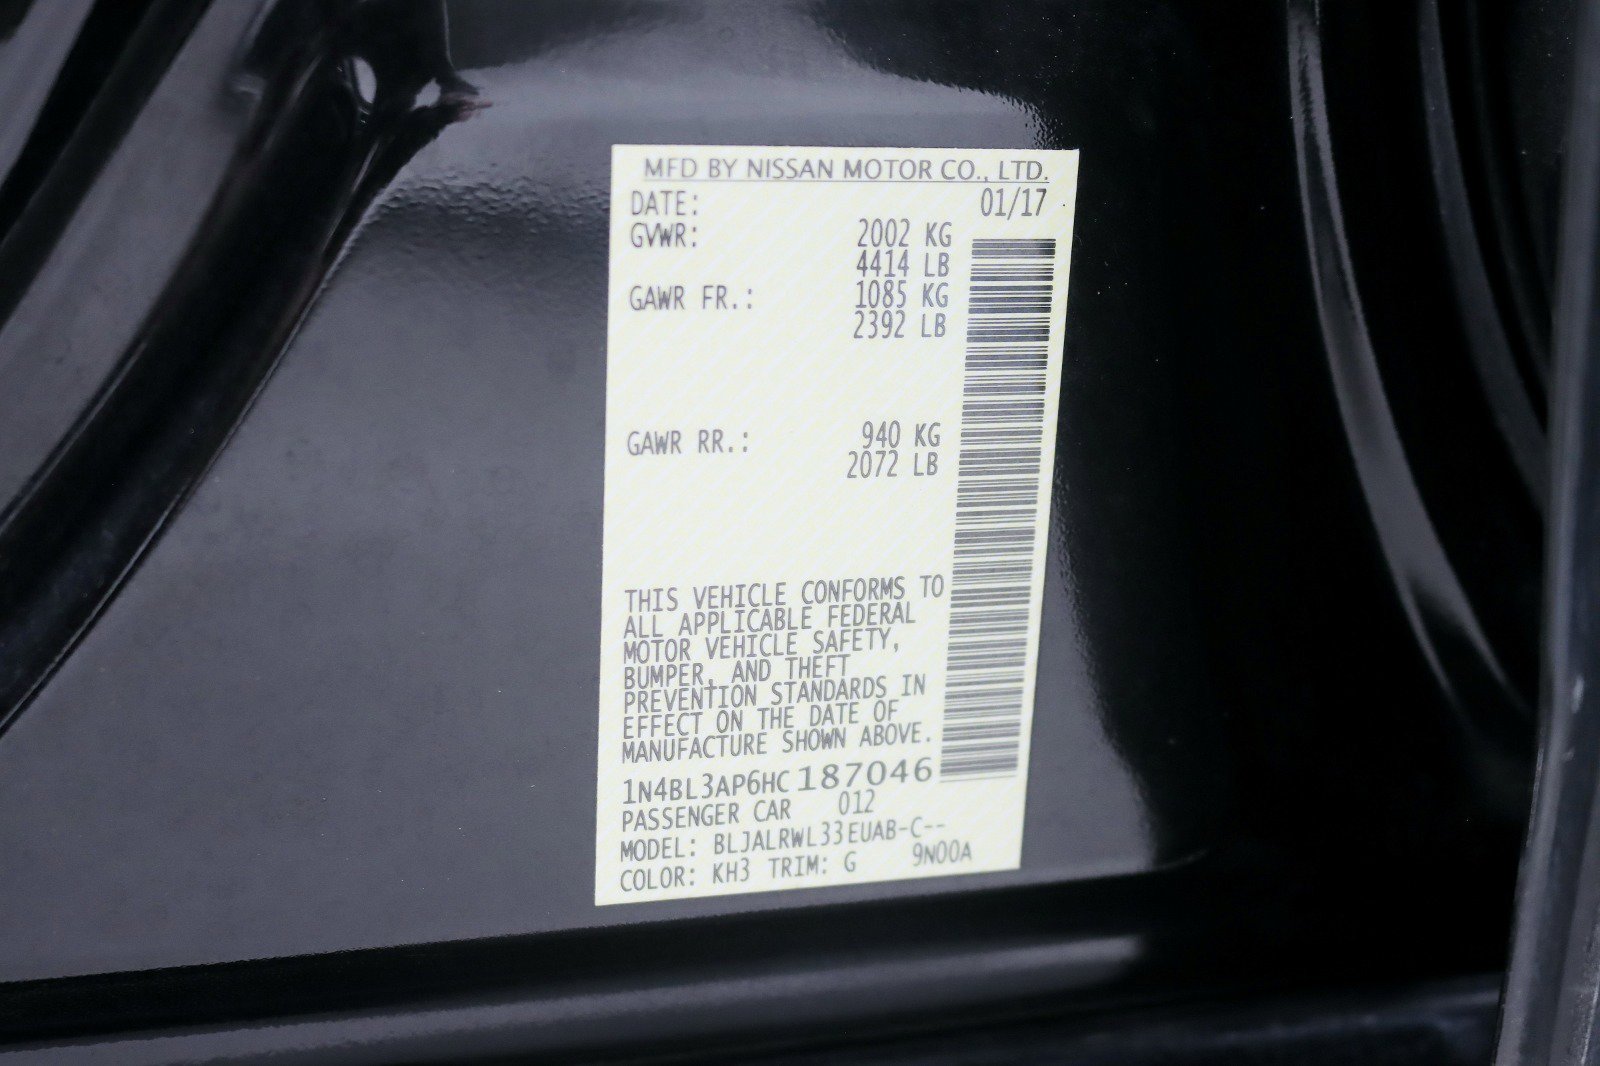 MFD BY NISSAN MOTOR CO., LTD.
DATE: 01/17
GVWR: 2002 KG
4414 LB
GAWR FR.: 1085 KG
2392 LB
GAWR RR.: 940 KG
2072 LB
THIS VEHICLE CONFORMS TO
ALL APPLICABLE FEDERAL
MOTOR VEHICLE SAFETY,
BUMPER, AND THEFT
PREVENTION STANDARDS IN
EFFECT ON THE DATE OF
MANUFACTURE SHOWN ABOVE.
1N4BL3AP6HC187046
PASSENGER CAR 012
MODEL: BLJALRWL33EUAB-C--
COLOR: KH3 TRIM: G 9N00A